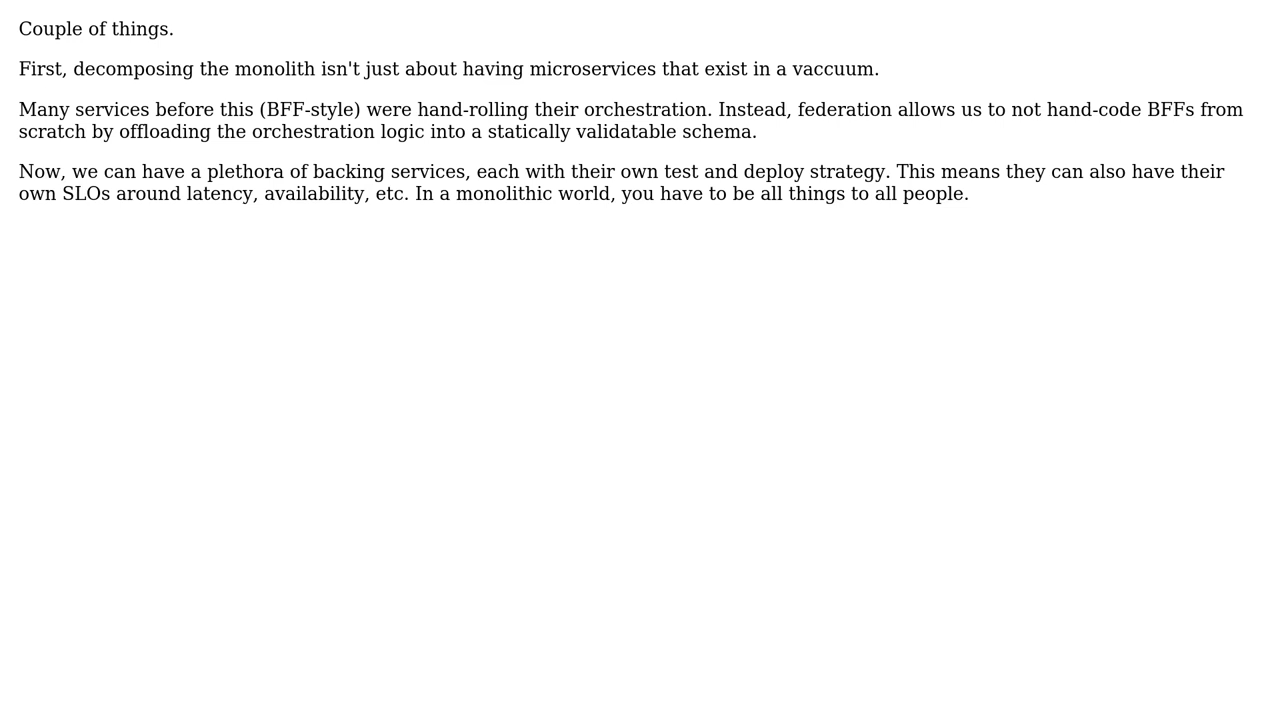 Couple of things.
First, decomposing the monolith isn't just about having microservices that exist in a vaccuum.
Many services before this (BFF-style) were hand-rolling their orchestration. Instead, federation allows us to not hand-code BFFs from
scratch by offloading the orchestration logic into a statically validatable schema.
Now, we can have a plethora of backing services, each with their own test and deploy strategy. This means they can also have their
own SLOs around latency, availability, etc. In a monolithic world, you have to be all things to all people.